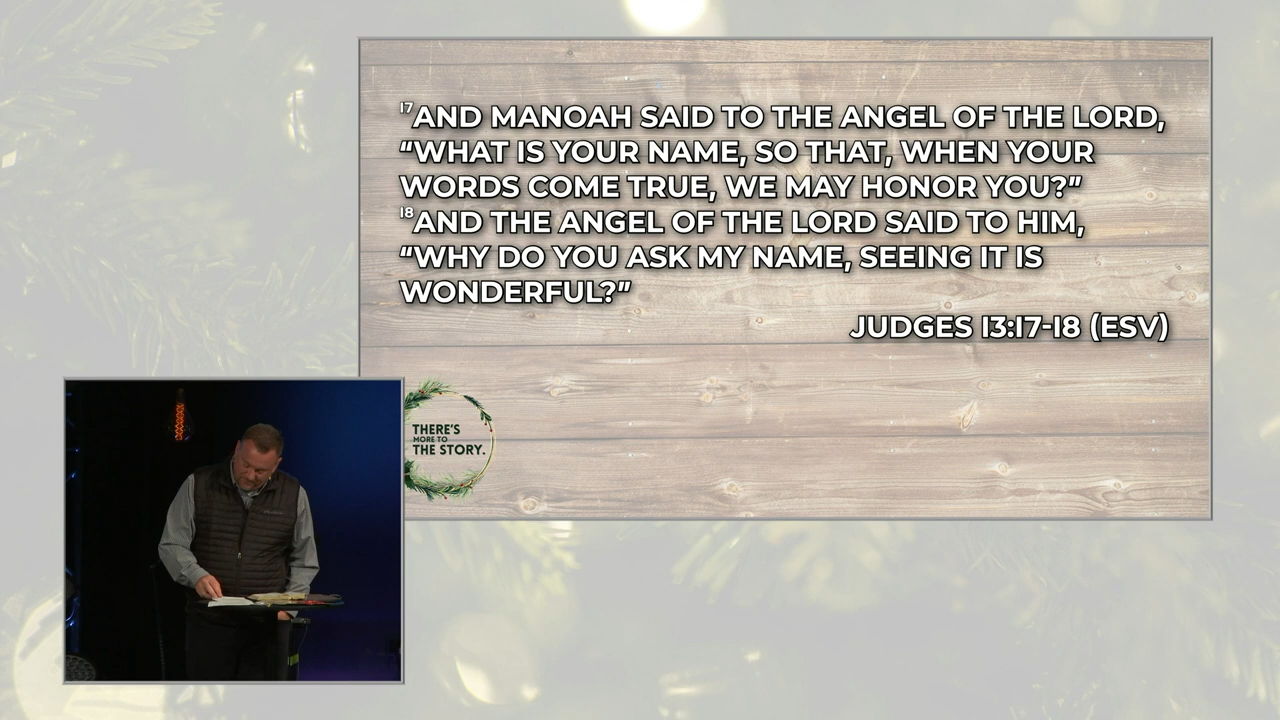 17AND MANOAH SAID TO THE ANGEL OF THE LORD,
“WHAT IS YOUR NAME, SO THAT, WHEN YOUR
WORDS COME TRUE, WE MAY HONOR YOU?”
18AND THE ANGEL OF THE LORD SAID TO HIM,
“WHY DO YOU ASK MY NAME, SEEING IT IS
WONDERFUL?”
JUDGES 13:17-18 (ESV)
THERE'S
MORE TO
THE STORY.